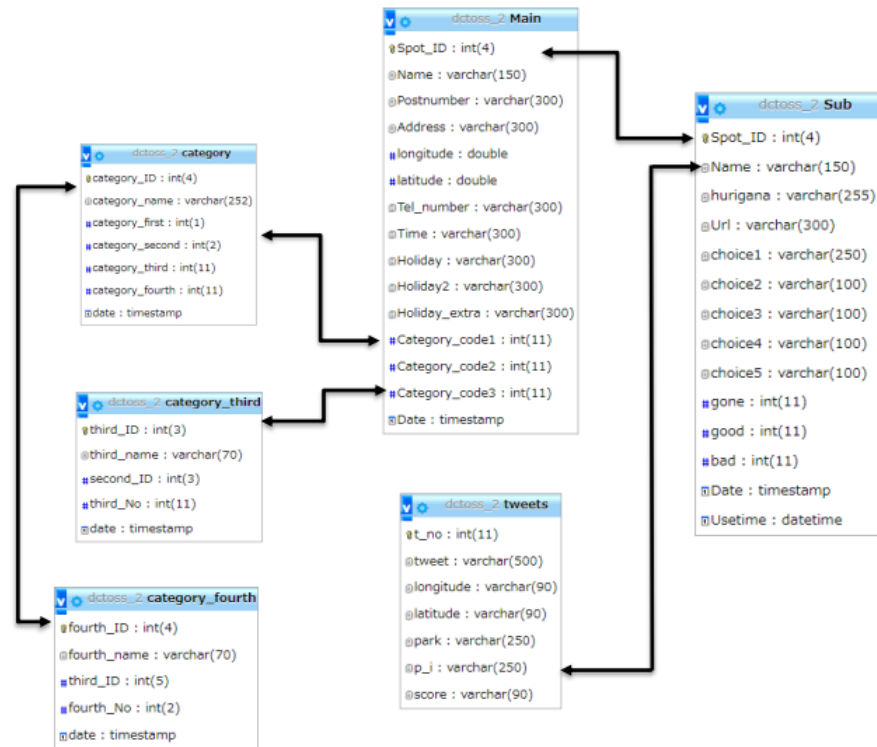 dctoss_2 Main
Spot_ID : int(4)
Name : varchar(150)
Postnumber : varchar(300)
Address : varchar(300)
#longitude : double
#latitude : double
Tel_number : varchar(300)
Time : varchar(300)
Holiday : varchar(300)
Holiday2 : varchar(300)
Holiday_extra : varchar(300)
#Category_code1 : int(11)
#Category_code2 : int(11)
#Category_code3 : int(11)
Date : timestamp
dctoss_2 Sub
Spot_ID : int(4)
Name : varchar(150)
hurigana : varchar(255)
Url : varchar(300)
choice1 : varchar(250)
choice2 : varchar(100)
choice3 : varchar(100)
choice4 : varchar(100)
choice5 : varchar(100)
#gone : int(11)
#good : int(11)
#bad : int(11)
Date : timestamp
Usetime : datetime
dctoss_2 category
category_ID : int(4)
category_name : varchar(252)
#category_first : int(1)
#category_second : int(2)
#category_third : int(11)
#category_fourth : int(11)
date : timestamp
dctoss_2 category_third
third_ID : int(3)
third_name : varchar(70)
#second_ID : int(3)
#third_No : int(11)
date : timestamp
dctoss_2 tweets
t_no : int(11)
tweet : varchar(500)
longitude : varchar(90)
latitude : varchar(90)
park : varchar(250)
p_i : varchar(250)
score : varchar(90)
dctoss_2 category_fourth
fourth_ID : int(4)
fourth_name : varchar(70)
#third_ID : int(5)
#fourth_No : int(2)
date : timestamp